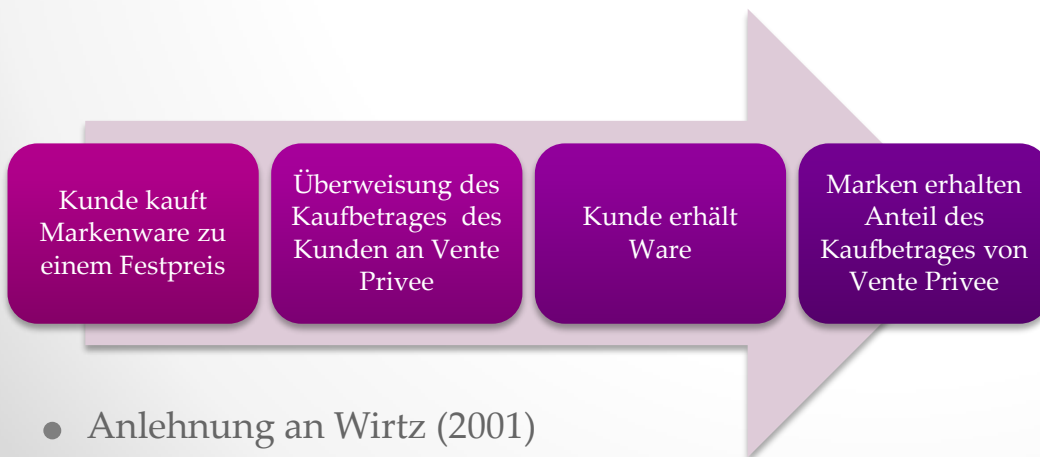 Kunde kauft
Markenware zu
einem Festpreis
Überweisung des
Kaufbetrages des
Kunden an Vente
Privee
Kunde erhält
Ware
Marken erhalten
Anteil des
Kaufbetrages von
Vente Privee
● Anlehnung an Wirtz (2001)